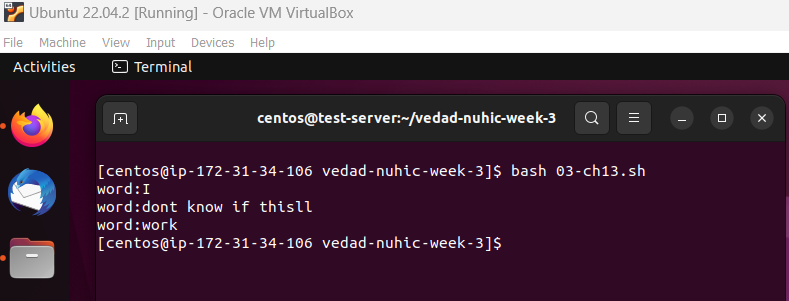 Ubuntu 22.04.2 [Running] - Oracle VM VirtualBox
File Machine View Input Devices Help
Activities Terminal
centos@test-server:~/vedad-nuhic-week-3
[centos@ip-172-31-34-106 vedad-nuhic-week-3]$ bash 03-ch13.sh
word:I
word:dont know if thisll
word:work
[centos@ip-172-31-34-106 vedad-nuhic-week-3]$